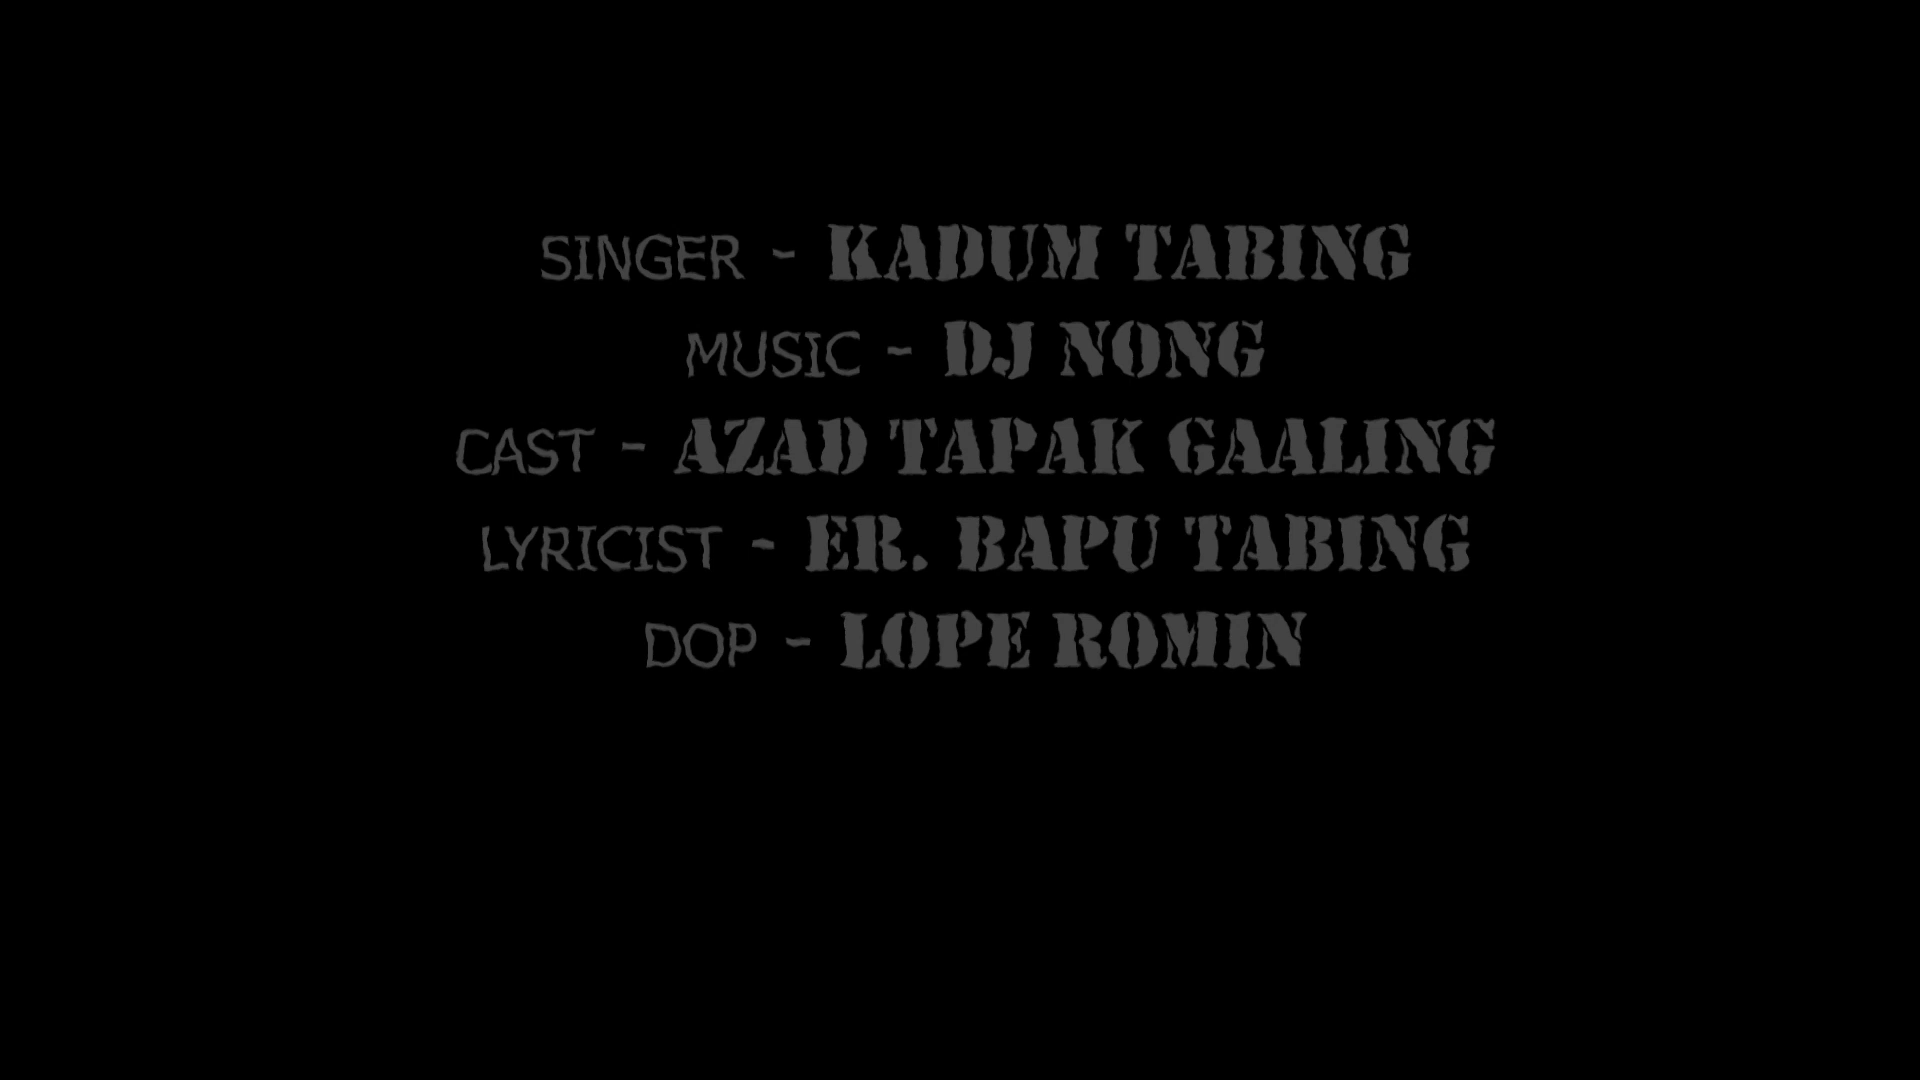 SINGER - KADUM TABING
MUSIC - DJ NONG
CAST - AZAD TAPAK GAALING
LYRICIST - ER. BAPU TABING
DOP - LOPE ROMIN